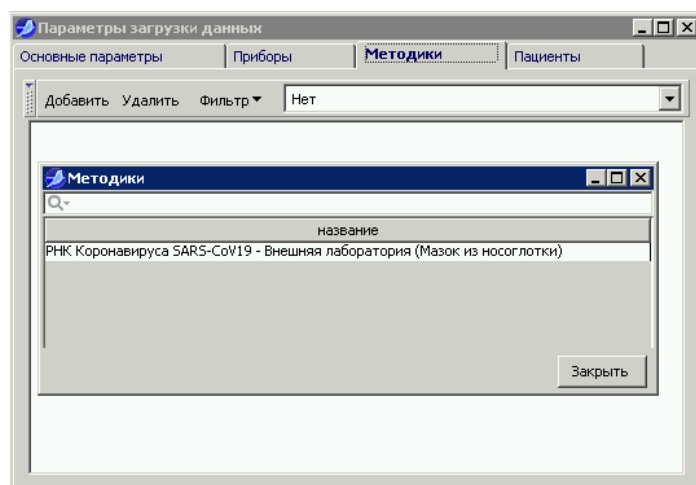 Параметры загрузки данных
Основные параметры Приборы Методики Пациенты
Добавить Удалить Фильтр Нет
Методики
название
РНК Коронавируса SARS-CoV19 - Внешняя лаборатория (Мазок из носоглотки)
Закрыть